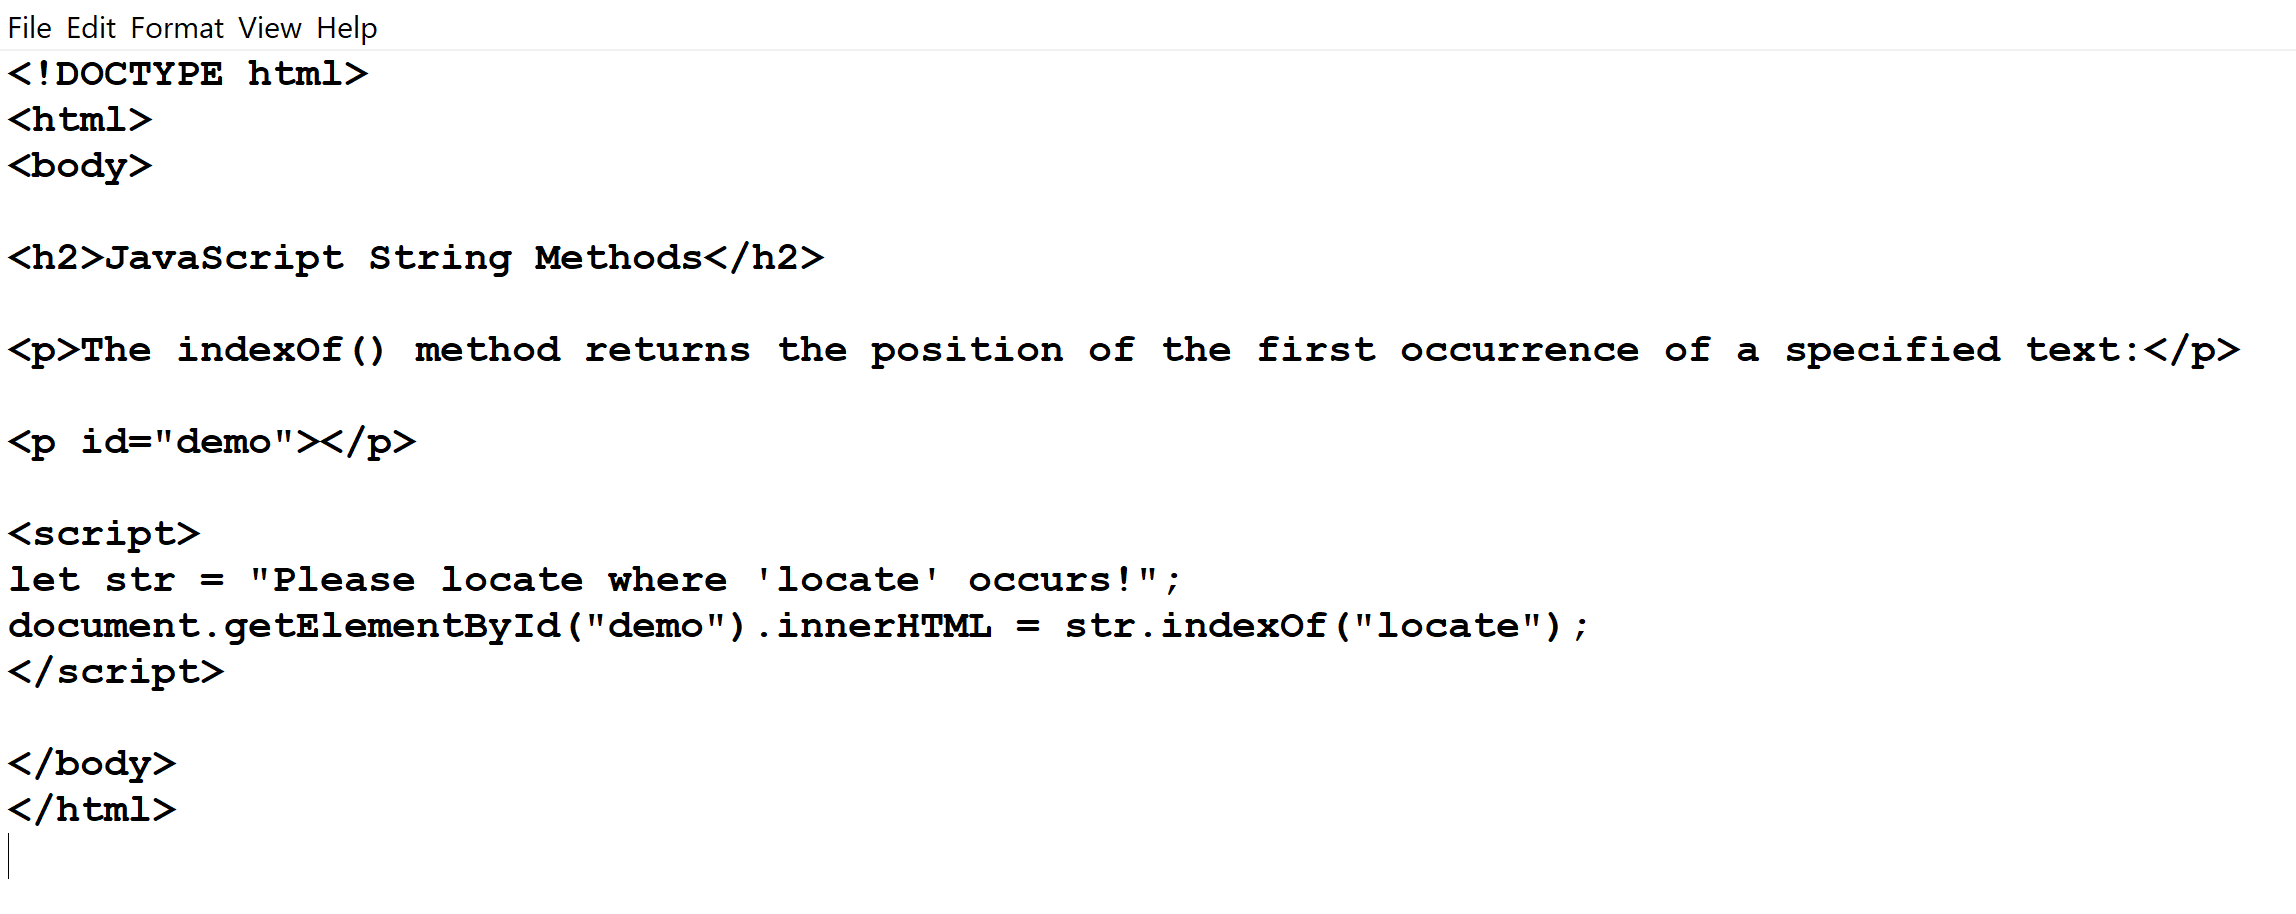 File Edit Format View Help
<!DOCTYPE html>
<html>
<body>
<h2>JavaScript String Methods</h2>
<p>The indexOf() method returns the position of the first occurrence of a specified text:</p>
<p id="demo"></p>
<script>
let str = "Please locate where 'locate' occurs!";
document.getElementById("demo").innerHTML = str.indexOf("locate");
</script>
</body>
</html>